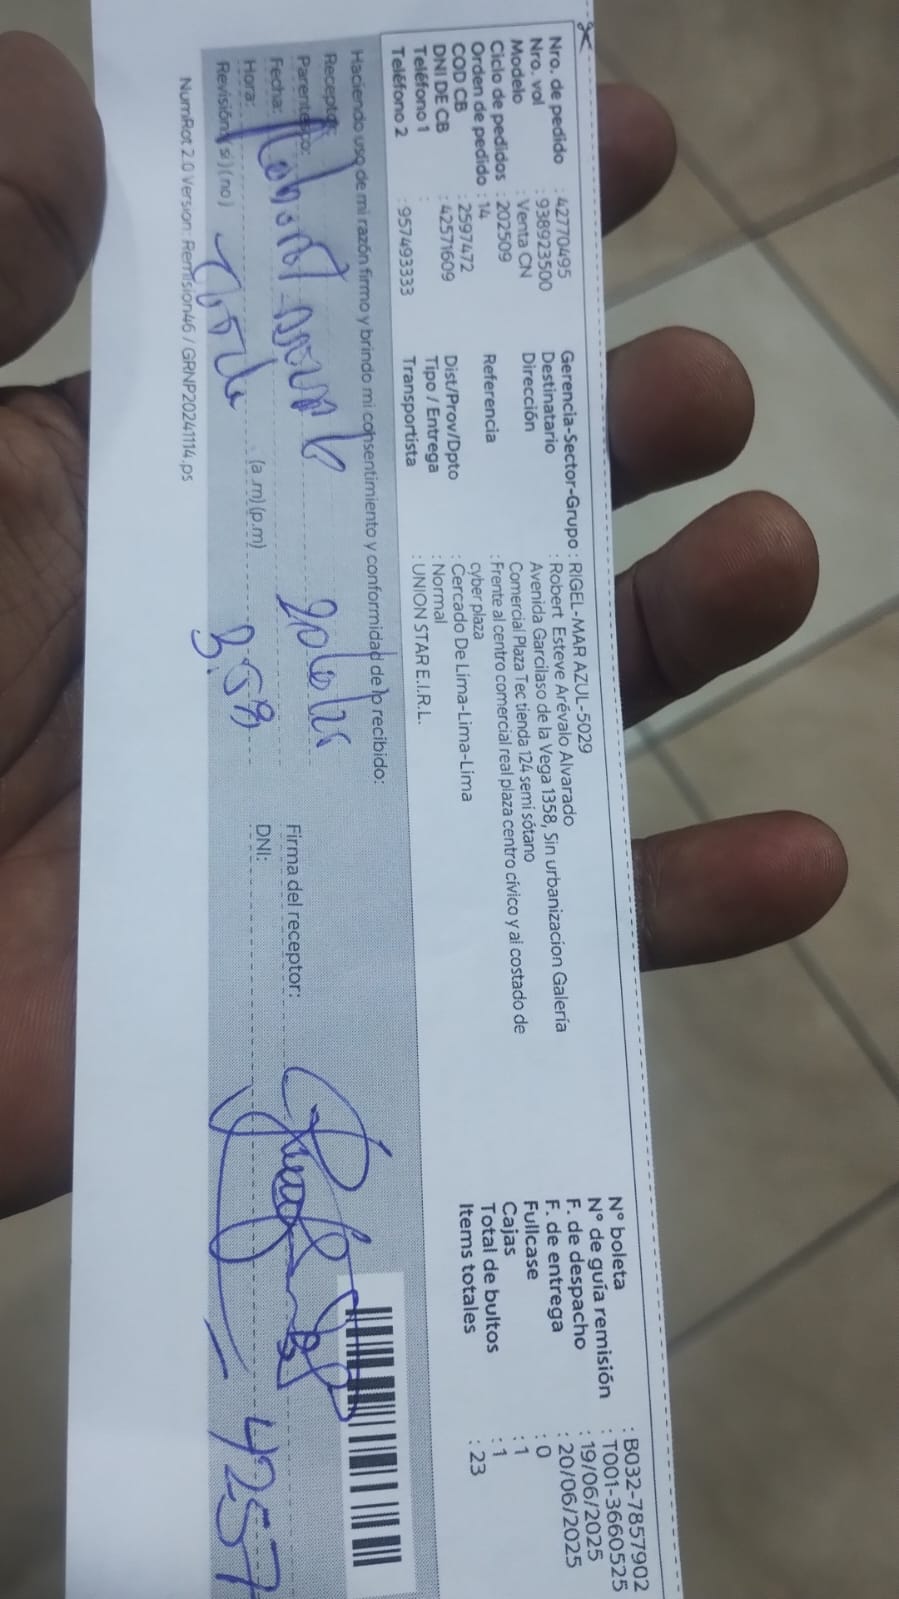 Nro. de pedido : 42770495
Nro. vol : 938923500
Modelo : Venta CN
Ciclo de pedidos : 202509
Orden de pedido : 14
COD CB : 2597472
DNI DE CB : 42571609
Teléfono 1 :
Teléfono 2 : 957493333
Gerencia-Sector-Grupo : RIGEL-MAR AZUL-5029
Destinatario : Robert Esteve Arévalo Alvarado
Dirección : Avenida Garcilaso de la Vega 1358, Sin urbanizacion Galería
Comercial Plaza Tec tienda 124 semi sótano
Referencia : Frente al centro comercial real plaza centro cívico y al costado de
cyber plaza
Dist/Prov/Dpto : Cercado De Lima-Lima-Lima
Tipo / Entrega : Normal
Transportista : UNION STAR E.I.R.L.
N° boleta : B032-7857902
N° de guía remisión : T001-3660525
F. de despacho : 19/06/2025
F. de entrega : 20/06/2025
Fullcase : 0
Cajas : 1
Total de bultos : 1
Items totales : 23
Haciendo uso de mi razón firmo y brindo mi consentimiento y conformidad de lo recibido:
Receptor:
Parentesco:
Fecha:
Hora: (a .m) (p.m)
Revisión ( si ) ( no )
Firma del receptor:
DNI: 4257
NumRot 2.0 Version: Remision46 / GRNP20241114.ps